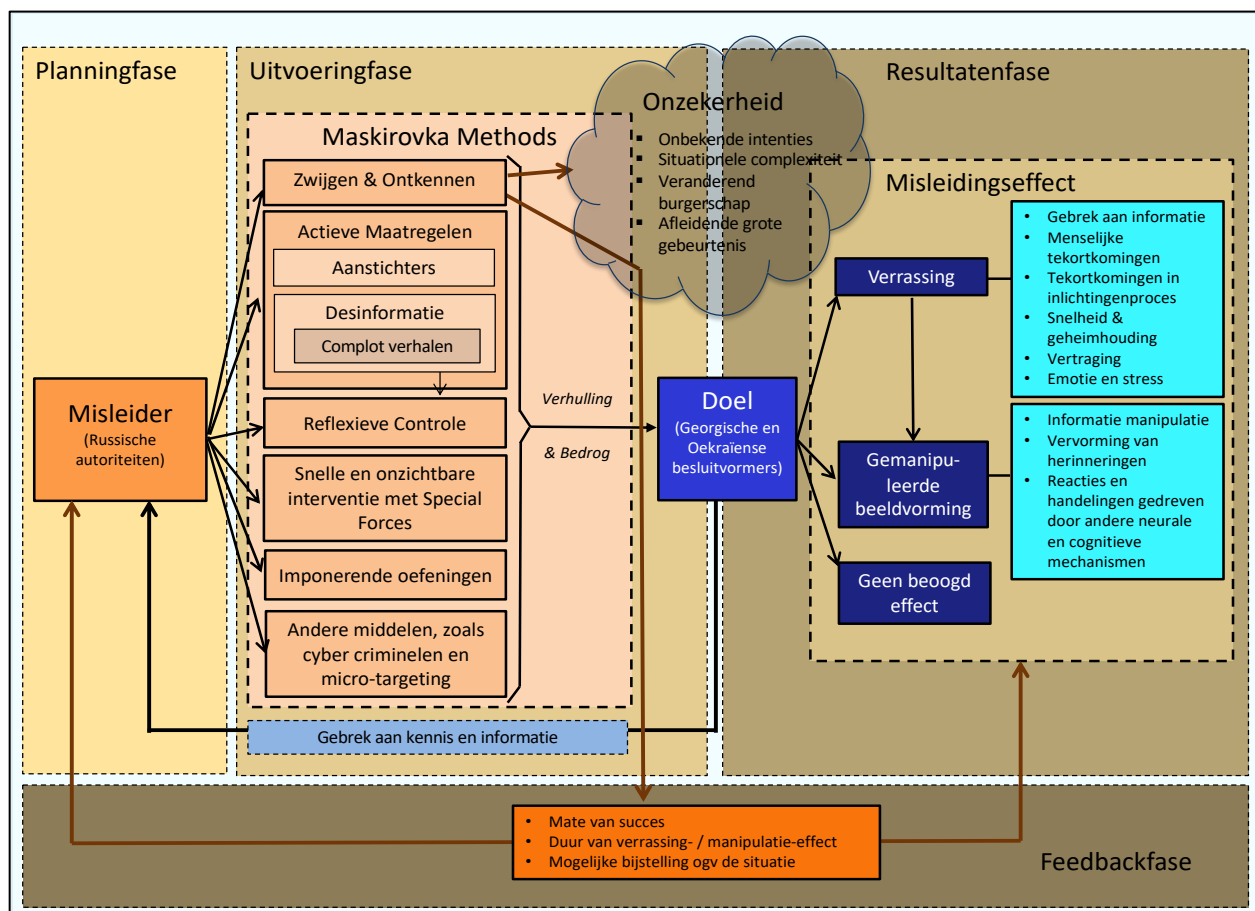 Planningfase
Misleider
(Russische
autoriteiten)
Uitvoeringfase
Maskirovka Methods
Zwijgen & Ontkennen
Actieve Maatregelen
Aanstichters
Desinformatie
Complot verhalen
Reflexieve Controle
Snelle en onzichtbare
interventie met Special
Forces
Imponerende oefeningen
Andere middelen, zoals
cyber criminelen en
micro-targeting
Gebrek aan kennis en informatie
Verhulling
& Bedrog
Onzekerheid
▪ Onbekende intenties
▪ Situationele complexiteit
▪ Veranderend
burgerschap
▪ Afleidende grote
gebeurtenis
Doel
(Georgische en
Oekraïense
besluitvormers)
Resultatenfase
Misleidingseffect
Verrassing
Gemanipu-
leerde
beeldvorming
Geen beoogd
effect
• Gebrek aan informatie
• Menselijke
tekortkomingen
• Tekortkomingen in
inlichtingenproces
• Snelheid &
geheimhouding
• Vertraging
• Emotie en stress
• Informatie manipulatie
• Vervorming van
herinneringen
• Reacties en
handelingen gedreven
door andere neurale
en cognitieve
mechanismen
• Mate van succes
• Duur van verrassing- / manipulatie-effect
• Mogelijke bijstelling ogv de situatie
Feedbackfase